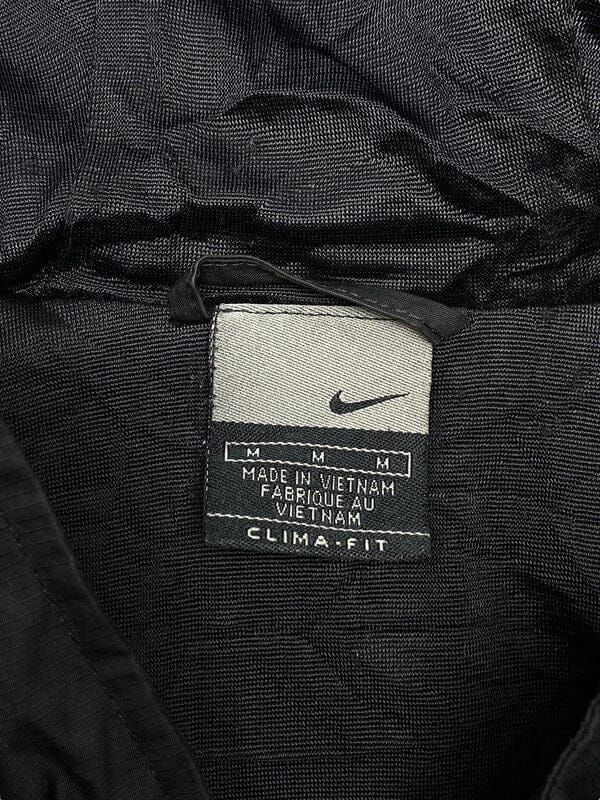 M M M
MADE IN VIETNAM
FABRIQUE AU
VIETNAM
CLIMA-FIT